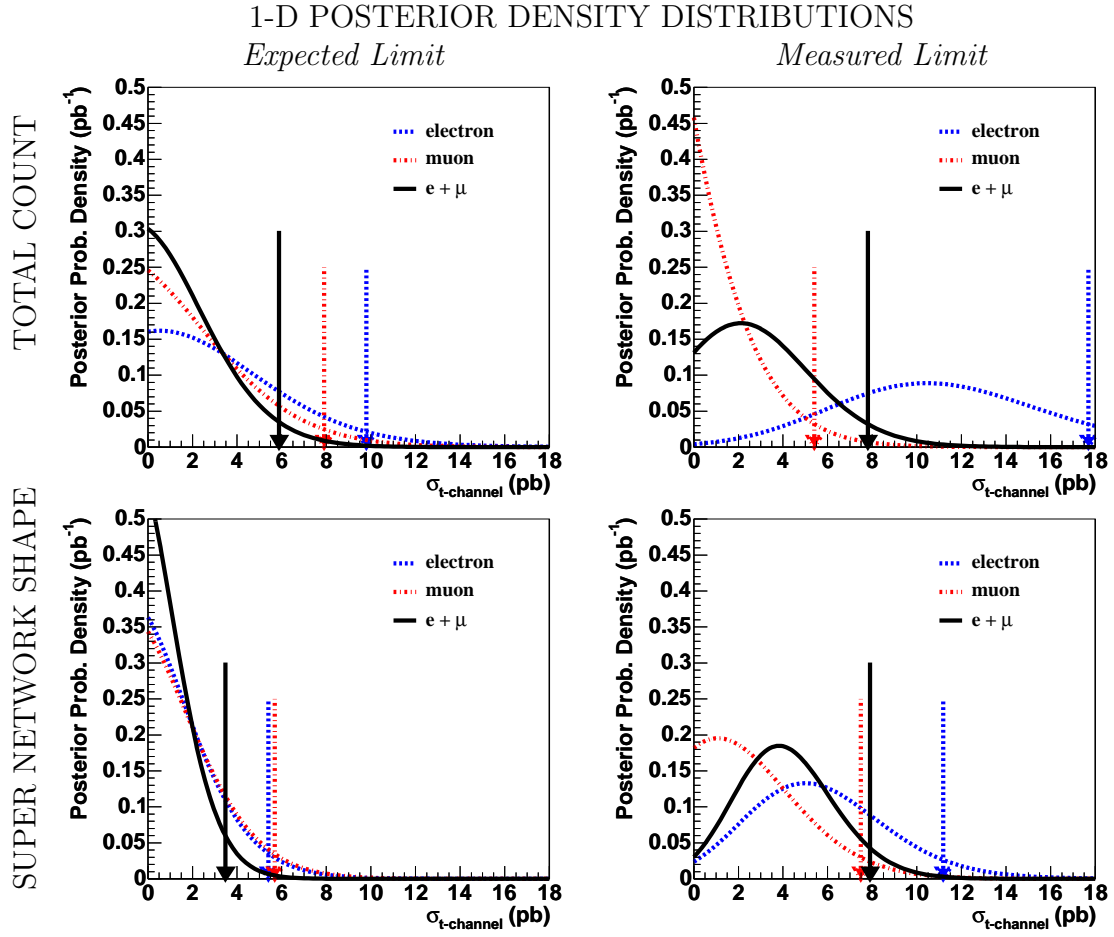 1-D POSTERIOR DENSITY DISTRIBUTIONS
Expected Limit
Measured Limit
TOTAL COUNT
Posterior Prob. Density (pb⁻¹)
0.5
0.45
0.4
0.35
0.3
0.25
0.2
0.15
0.1
0.05
0
electron
muon
e + μ
0 2 4 6 8 10 12 14 16 18
σt-channel (pb)
Posterior Prob. Density (pb⁻¹)
0.5
0.45
0.4
0.35
0.3
0.25
0.2
0.15
0.1
0.05
0
electron
muon
e + μ
0 2 4 6 8 10 12 14 16 18
σt-channel (pb)
SUPER NETWORK SHAPE
Posterior Prob. Density (pb⁻¹)
0.5
0.45
0.4
0.35
0.3
0.25
0.2
0.15
0.1
0.05
0
electron
muon
e + μ
0 2 4 6 8 10 12 14 16 18
σt-channel (pb)
Posterior Prob. Density (pb⁻¹)
0.5
0.45
0.4
0.35
0.3
0.25
0.2
0.15
0.1
0.05
0
electron
muon
e + μ
0 2 4 6 8 10 12 14 16 18
σt-channel (pb)